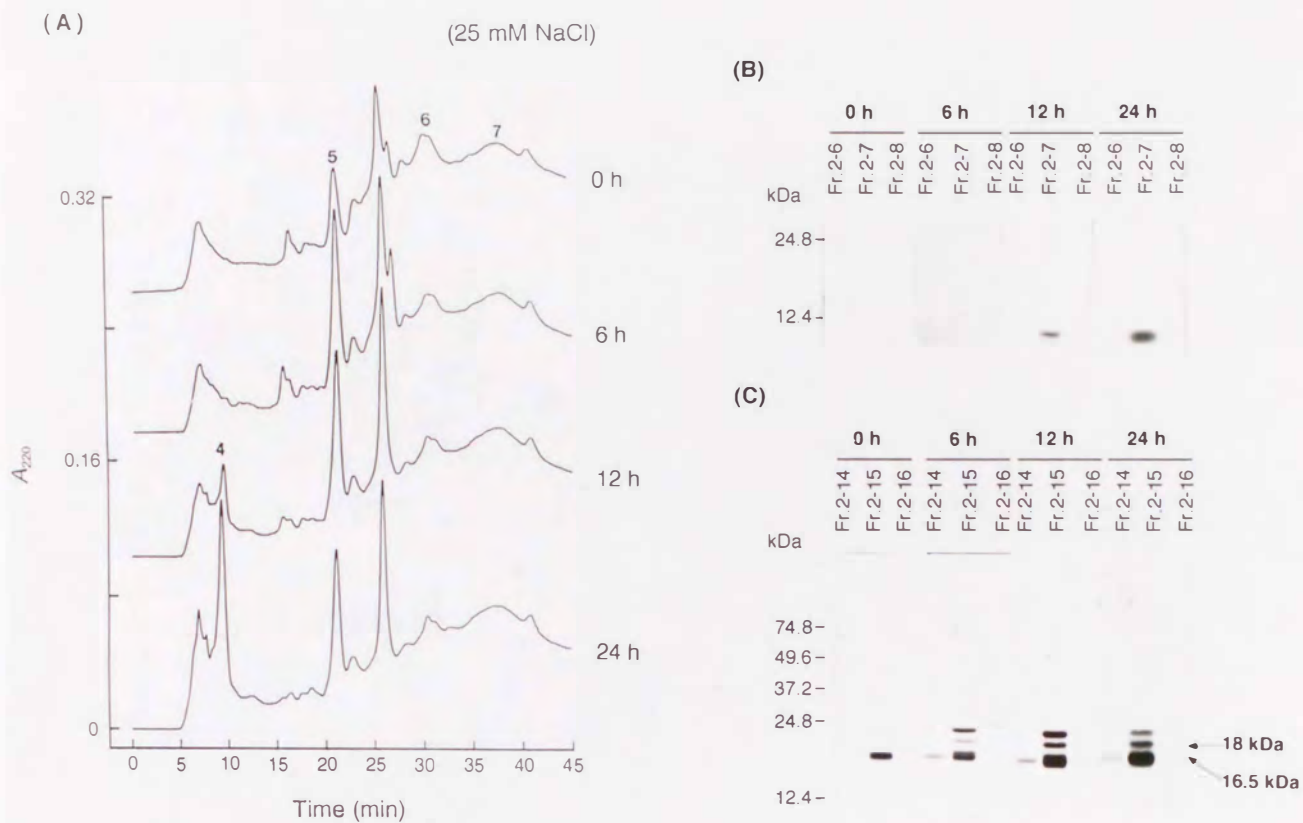 (A)
(25 mM NaCl)
0.32
0.16
0
A220
4
5
6
7
0 h
6 h
12 h
24 h
0 5 10 15 20 25 30 35 40 45
Time (min)
(B)
0 h 6 h 12 h 24 h
Fr.2-6 Fr.2-7 Fr.2-8 Fr.2-6 Fr.2-7 Fr.2-8 Fr.2-6 Fr.2-7 Fr.2-8 Fr.2-6 Fr.2-7 Fr.2-8
kDa
24.8
12.4
(C)
0 h 6 h 12 h 24 h
Fr.2-14 Fr.2-15 Fr.2-16 Fr.2-14 Fr.2-15 Fr.2-16 Fr.2-14 Fr.2-15 Fr.2-16 Fr.2-14 Fr.2-15 Fr.2-16
kDa
74.8
49.6
37.2
24.8
12.4
18 kDa
16.5 kDa